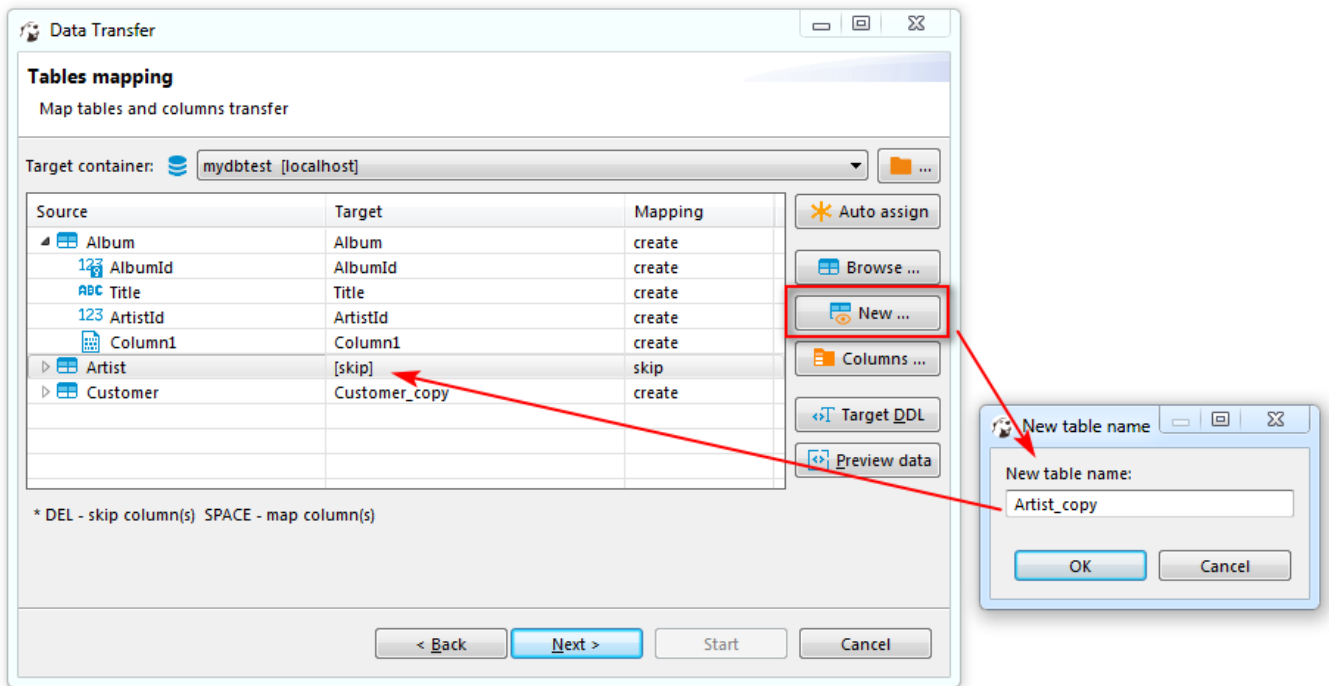 Data Transfer
Tables mapping
Map tables and columns transfer
Target container: mydbtest [localhost] ...
Source Target Mapping Auto assign
Album Album create
123 AlbumId AlbumId create Browse ...
ABC Title Title create
123 ArtistId ArtistId create New ...
Column1 Column1 create
Artist [skip] skip Columns ...
Customer Customer_copy create
Target DDL
Preview data
* DEL - skip column(s) SPACE - map column(s)
< Back Next > Start Cancel
New table name
New table name:
Artist_copy
OK Cancel